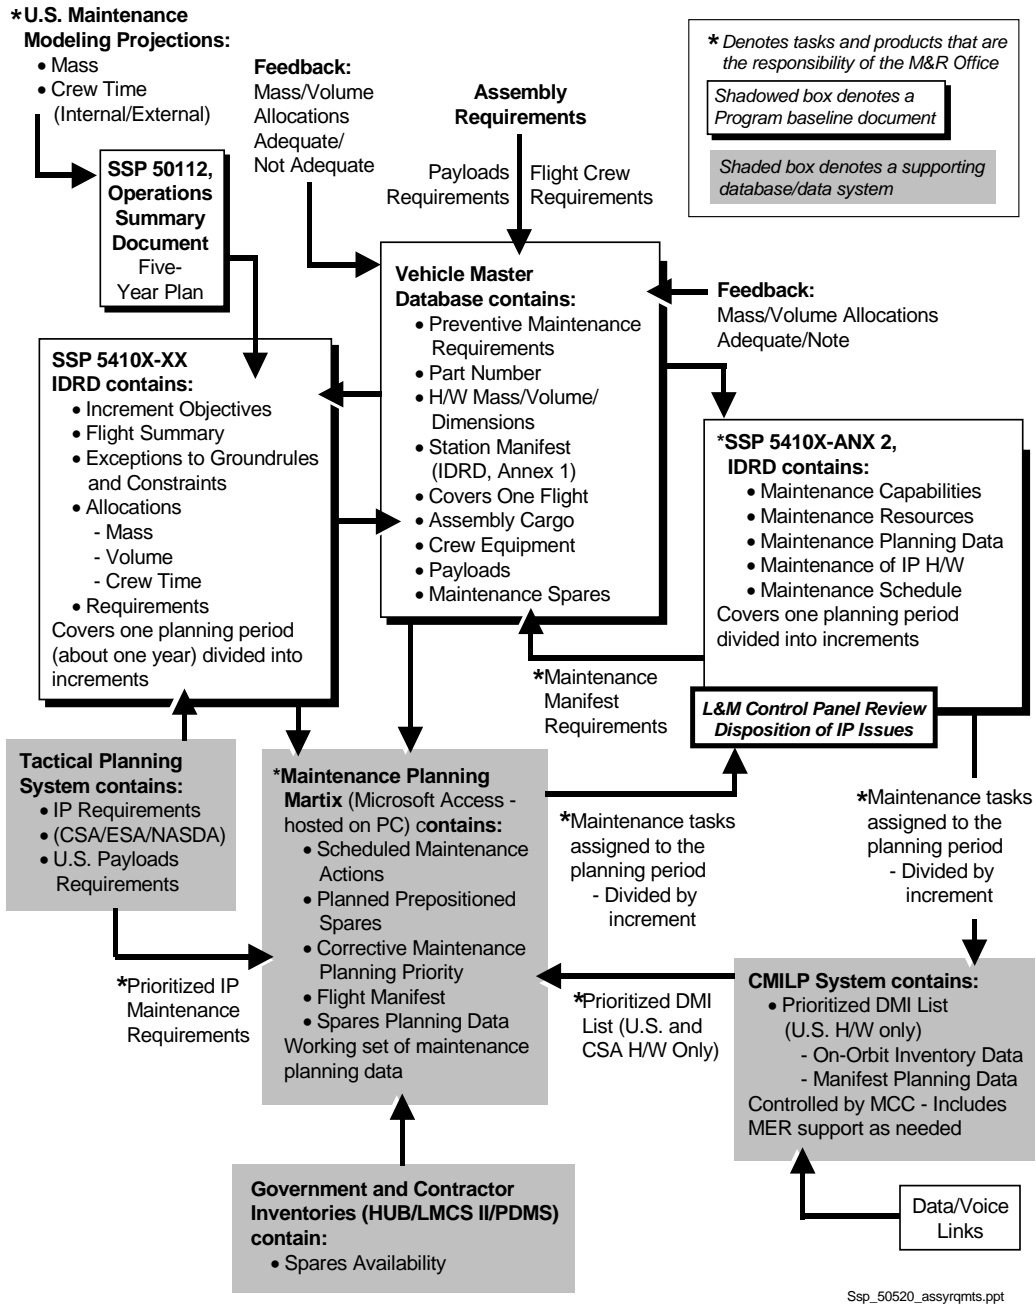 *U.S. Maintenance
Modeling Projections:
• Mass
• Crew Time
(Internal/External)
Feedback:
Mass/Volume
Allocations
Adequate/
Not Adequate
Assembly
Requirements
Payloads
Requirements
Flight Crew
Requirements
* Denotes tasks and products that are
the responsibility of the M&R Office
Shadowed box denotes a
Program baseline document
Shaded box denotes a supporting
database/data system
SSP 50112,
Operations
Summary
Document
Five-
Year Plan
Vehicle Master
Database contains:
• Preventive Maintenance
Requirements
• Part Number
• H/W Mass/Volume/
Dimensions
• Station Manifest
(IDRD, Annex 1)
• Covers One Flight
• Assembly Cargo
• Crew Equipment
• Payloads
• Maintenance Spares
Feedback:
Mass/Volume Allocations
Adequate/Note
SSP 5410X-XX
IDRD contains:
• Increment Objectives
• Flight Summary
• Exceptions to Groundrules
and Constraints
• Allocations
- Mass
- Volume
- Crew Time
• Requirements
Covers one planning period
(about one year) divided into
increments
*SSP 5410X-ANX 2,
IDRD contains:
• Maintenance Capabilities
• Maintenance Resources
• Maintenance Planning Data
• Maintenance of IP H/W
• Maintenance Schedule
Covers one planning period
divided into increments
*Maintenance
Manifest
Requirements
L&M Control Panel Review
Disposition of IP Issues
Tactical Planning
System contains:
• IP Requirements
• (CSA/ESA/NASDA)
• U.S. Payloads
Requirements
*Maintenance Planning
Martix (Microsoft Access -
hosted on PC) contains:
• Scheduled Maintenance
Actions
• Planned Prepositioned
Spares
• Corrective Maintenance
Planning Priority
• Flight Manifest
• Spares Planning Data
Working set of maintenance
planning data
*Maintenance tasks
assigned to the
planning period
- Divided by
increment
*Maintenance tasks
assigned to the
planning period
- Divided by
increment
*Prioritized IP
Maintenance
Requirements
*Prioritized DMI
List (U.S. and
CSA H/W Only)
CMILP System contains:
• Prioritized DMI List
(U.S. H/W only)
- On-Orbit Inventory Data
- Manifest Planning Data
Controlled by MCC - Includes
MER support as needed
Government and Contractor
Inventories (HUB/LMCS II/PDMS)
contain:
• Spares Availability
Data/Voice
Links
Ssp_50520_assyrqmts.ppt